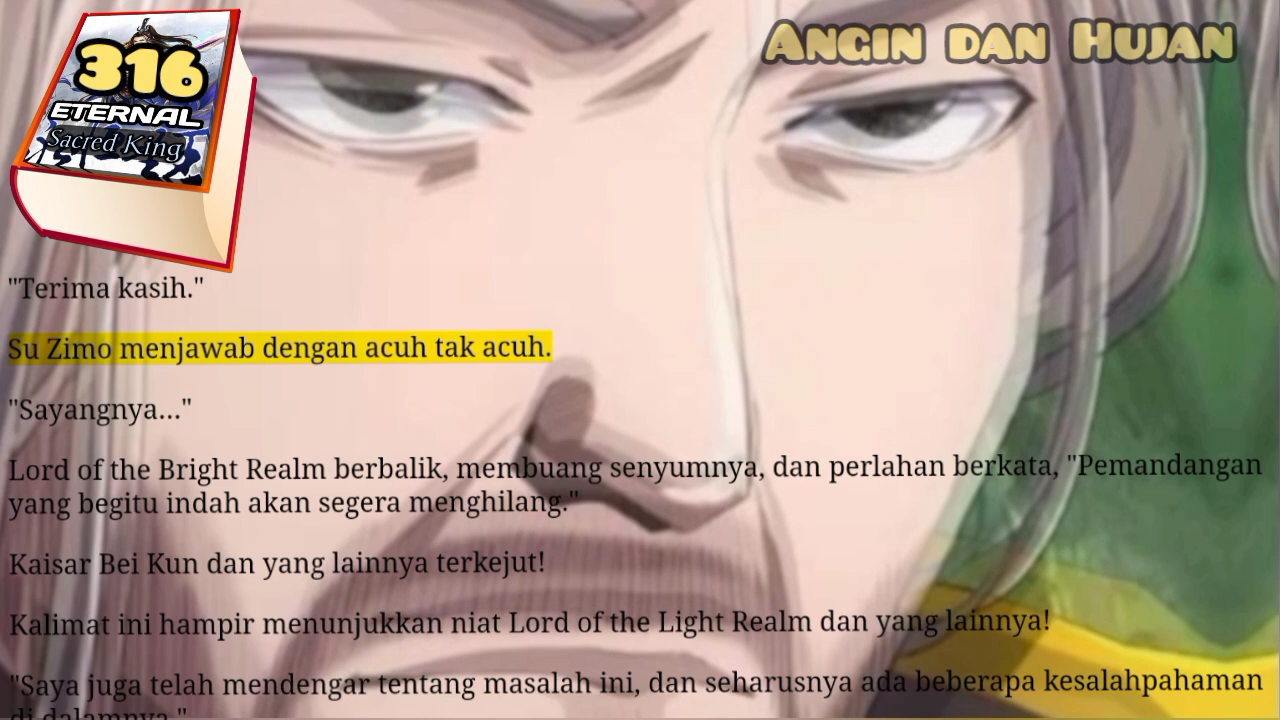 316
ETERNAL
Sacred King
Angin dan Hujan
"Terima kasih."
Su Zimo menjawab dengan acuh tak acuh.
"Sayangnya..."
Lord of the Bright Realm berbalik, membuang senyumnya, dan perlahan berkata, "Pemandangan
yang begitu indah akan segera menghilang."
Kaisar Bei Kun dan yang lainnya terkejut!
Kalimat ini hampir menunjukkan niat Lord of the Light Realm dan yang lainnya!
"Saya juga telah mendengar tentang masalah ini, dan seharusnya ada beberapa kesalahpahaman
di dalamnya."